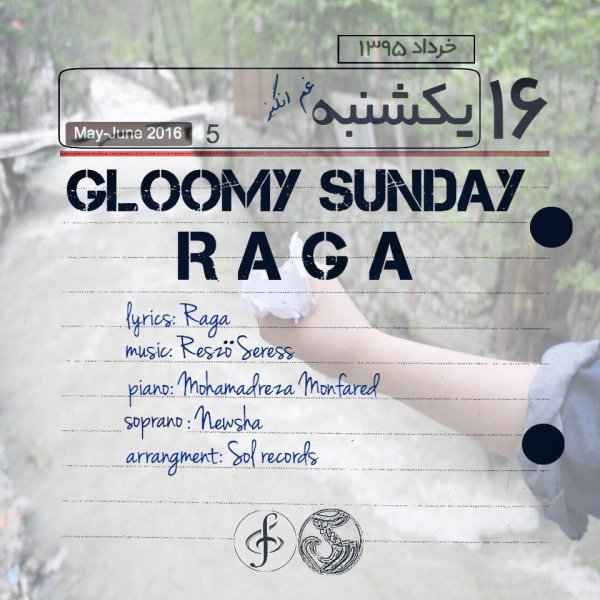 خرداد ۱۳۹۵
۱۶ یکشنبه غم انگیز
May-June 2016 5
GLOOMY SUNDAY
RAGA
lyrics: Raga
music: Reszö Seress
piano: Mohamadreza Monfared
soprano: Newsha
arrangment: Sol records